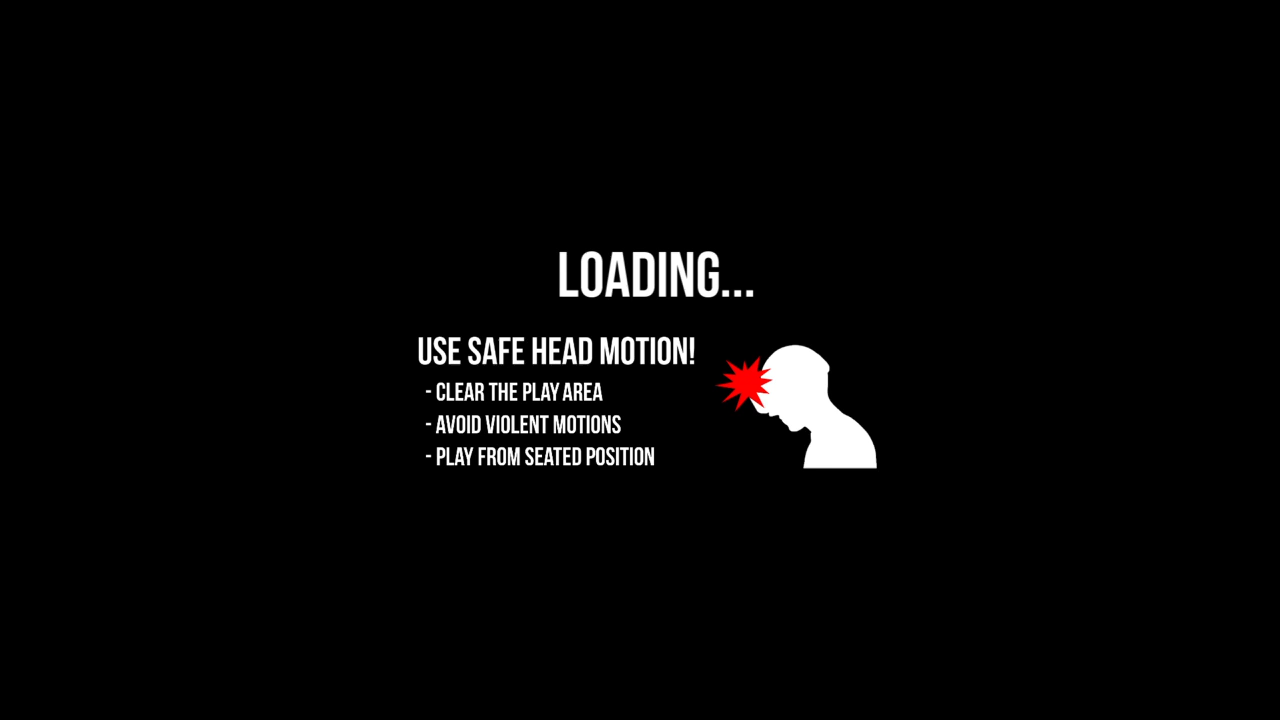 LOADING...
USE SAFE HEAD MOTION!
- CLEAR THE PLAY AREA
- AVOID VIOLENT MOTIONS
- PLAY FROM SEATED POSITION